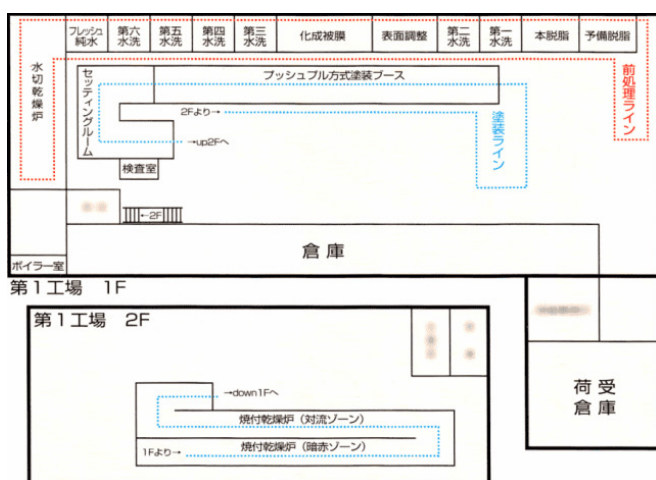 フレッシュ純水
第六水洗
第五水洗
第四水洗
第三水洗
化成被膜
表面調整
第二水洗
第一水洗
本脱脂
予備脱脂
水切乾燥炉
セッティングルーム
プッシュプル方式塗装ブース
前処理ライン
2Fより→
塗装ライン
→up2Fへ
検査室
←2F
倉庫
ボイラー室
第1工場 1F
第1工場 2F
→down1Fへ
焼付乾燥炉（対流ゾーン）
焼付乾燥炉（暗赤ゾーン）
1Fより→
荷受
倉庫